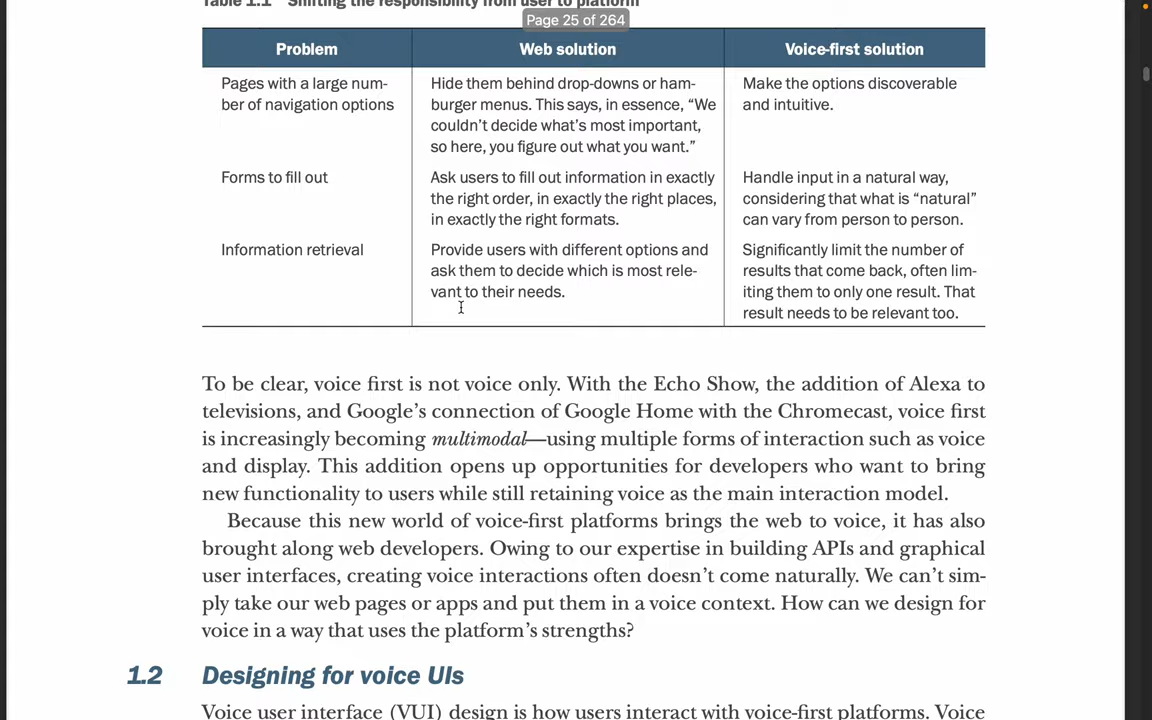 Table 1.1 Shifting the responsibility from user to platform
Page 25 of 264
Problem Web solution Voice-first solution
Pages with a large num-
ber of navigation options
Hide them behind drop-downs or ham-
burger menus. This says, in essence, “We
couldn’t decide what’s most important,
so here, you figure out what you want.”
Make the options discoverable
and intuitive.
Forms to fill out
Ask users to fill out information in exactly
the right order, in exactly the right places,
in exactly the right formats.
Handle input in a natural way,
considering that what is “natural”
can vary from person to person.
Information retrieval
Provide users with different options and
ask them to decide which is most rele-
vant to their needs.
Significantly limit the number of
results that come back, often lim-
iting them to only one result. That
result needs to be relevant too.
To be clear, voice first is not voice only. With the Echo Show, the addition of Alexa to
televisions, and Google’s connection of Google Home with the Chromecast, voice first
is increasingly becoming multimodal—using multiple forms of interaction such as voice
and display. This addition opens up opportunities for developers who want to bring
new functionality to users while still retaining voice as the main interaction model.
Because this new world of voice-first platforms brings the web to voice, it has also
brought along web developers. Owing to our expertise in building APIs and graphical
user interfaces, creating voice interactions often doesn’t come naturally. We can’t sim-
ply take our web pages or apps and put them in a voice context. How can we design for
voice in a way that uses the platform’s strengths?
1.2 Designing for voice UIs
Voice user interface (VUI) design is how users interact with voice-first platforms. Voice